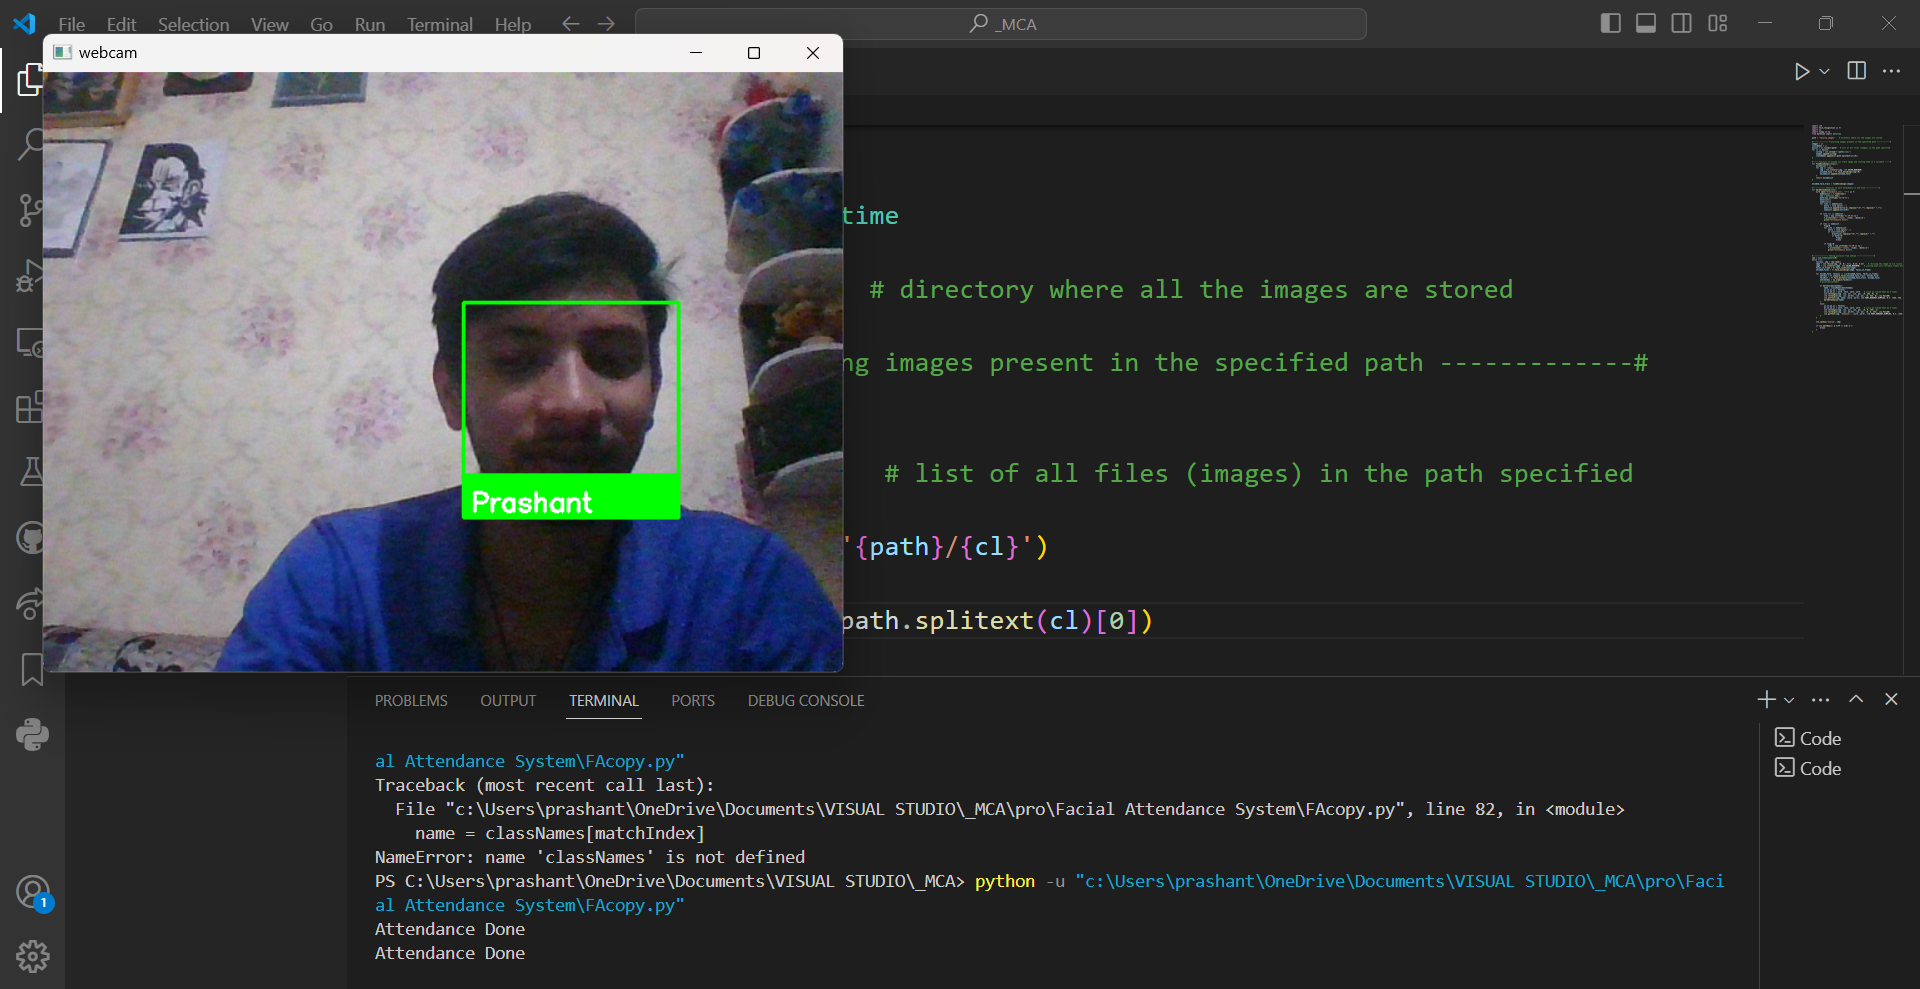 File Edit Selection View Go Run Terminal Help
_MCA
webcam
time
# directory where all the images are stored
ng images present in the specified path -------------#
# list of all files (images) in the path specified
'{path}/{cl}')
path.splitext(cl)[0])
Prashant
PROBLEMS OUTPUT TERMINAL PORTS DEBUG CONSOLE
Code
Code
al Attendance System\FAcopy.py"
Traceback (most recent call last):
File "c:\Users\prashant\OneDrive\Documents\VISUAL STUDIO\_MCA\pro\Facial Attendance System\FAcopy.py", line 82, in <module>
name = classNames[matchIndex]
NameError: name 'classNames' is not defined
PS C:\Users\prashant\OneDrive\Documents\VISUAL STUDIO\_MCA> python -u "c:\Users\prashant\OneDrive\Documents\VISUAL STUDIO\_MCA\pro\Faci
al Attendance System\FAcopy.py"
Attendance Done
Attendance Done
1